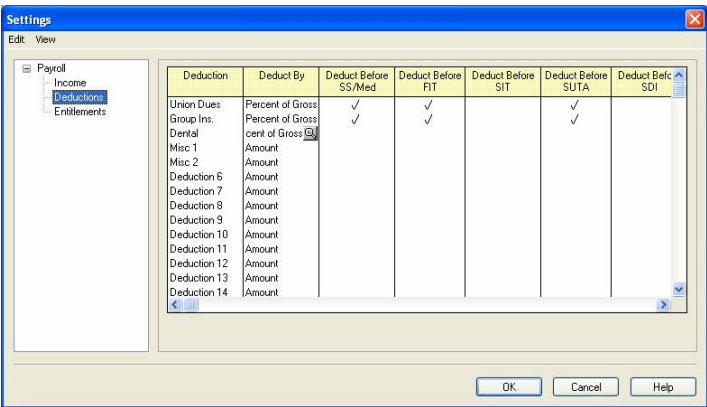 Settings
Edit View
Payroll
Income
Deductions
Entitlements
Deduction Deduct By Deduct Before SS/Med Deduct Before FIT Deduct Before SIT Deduct Before SUTA Deduct Befc SDI
Union Dues Percent of Gross ✓ ✓ ✓
Group Ins. Percent of Gross ✓ ✓ ✓
Dental cent of Gross
Misc 1 Amount
Misc 2 Amount
Deduction 6 Amount
Deduction 7 Amount
Deduction 8 Amount
Deduction 9 Amount
Deduction 10 Amount
Deduction 11 Amount
Deduction 12 Amount
Deduction 13 Amount
Deduction 14 Amount
OK Cancel Help